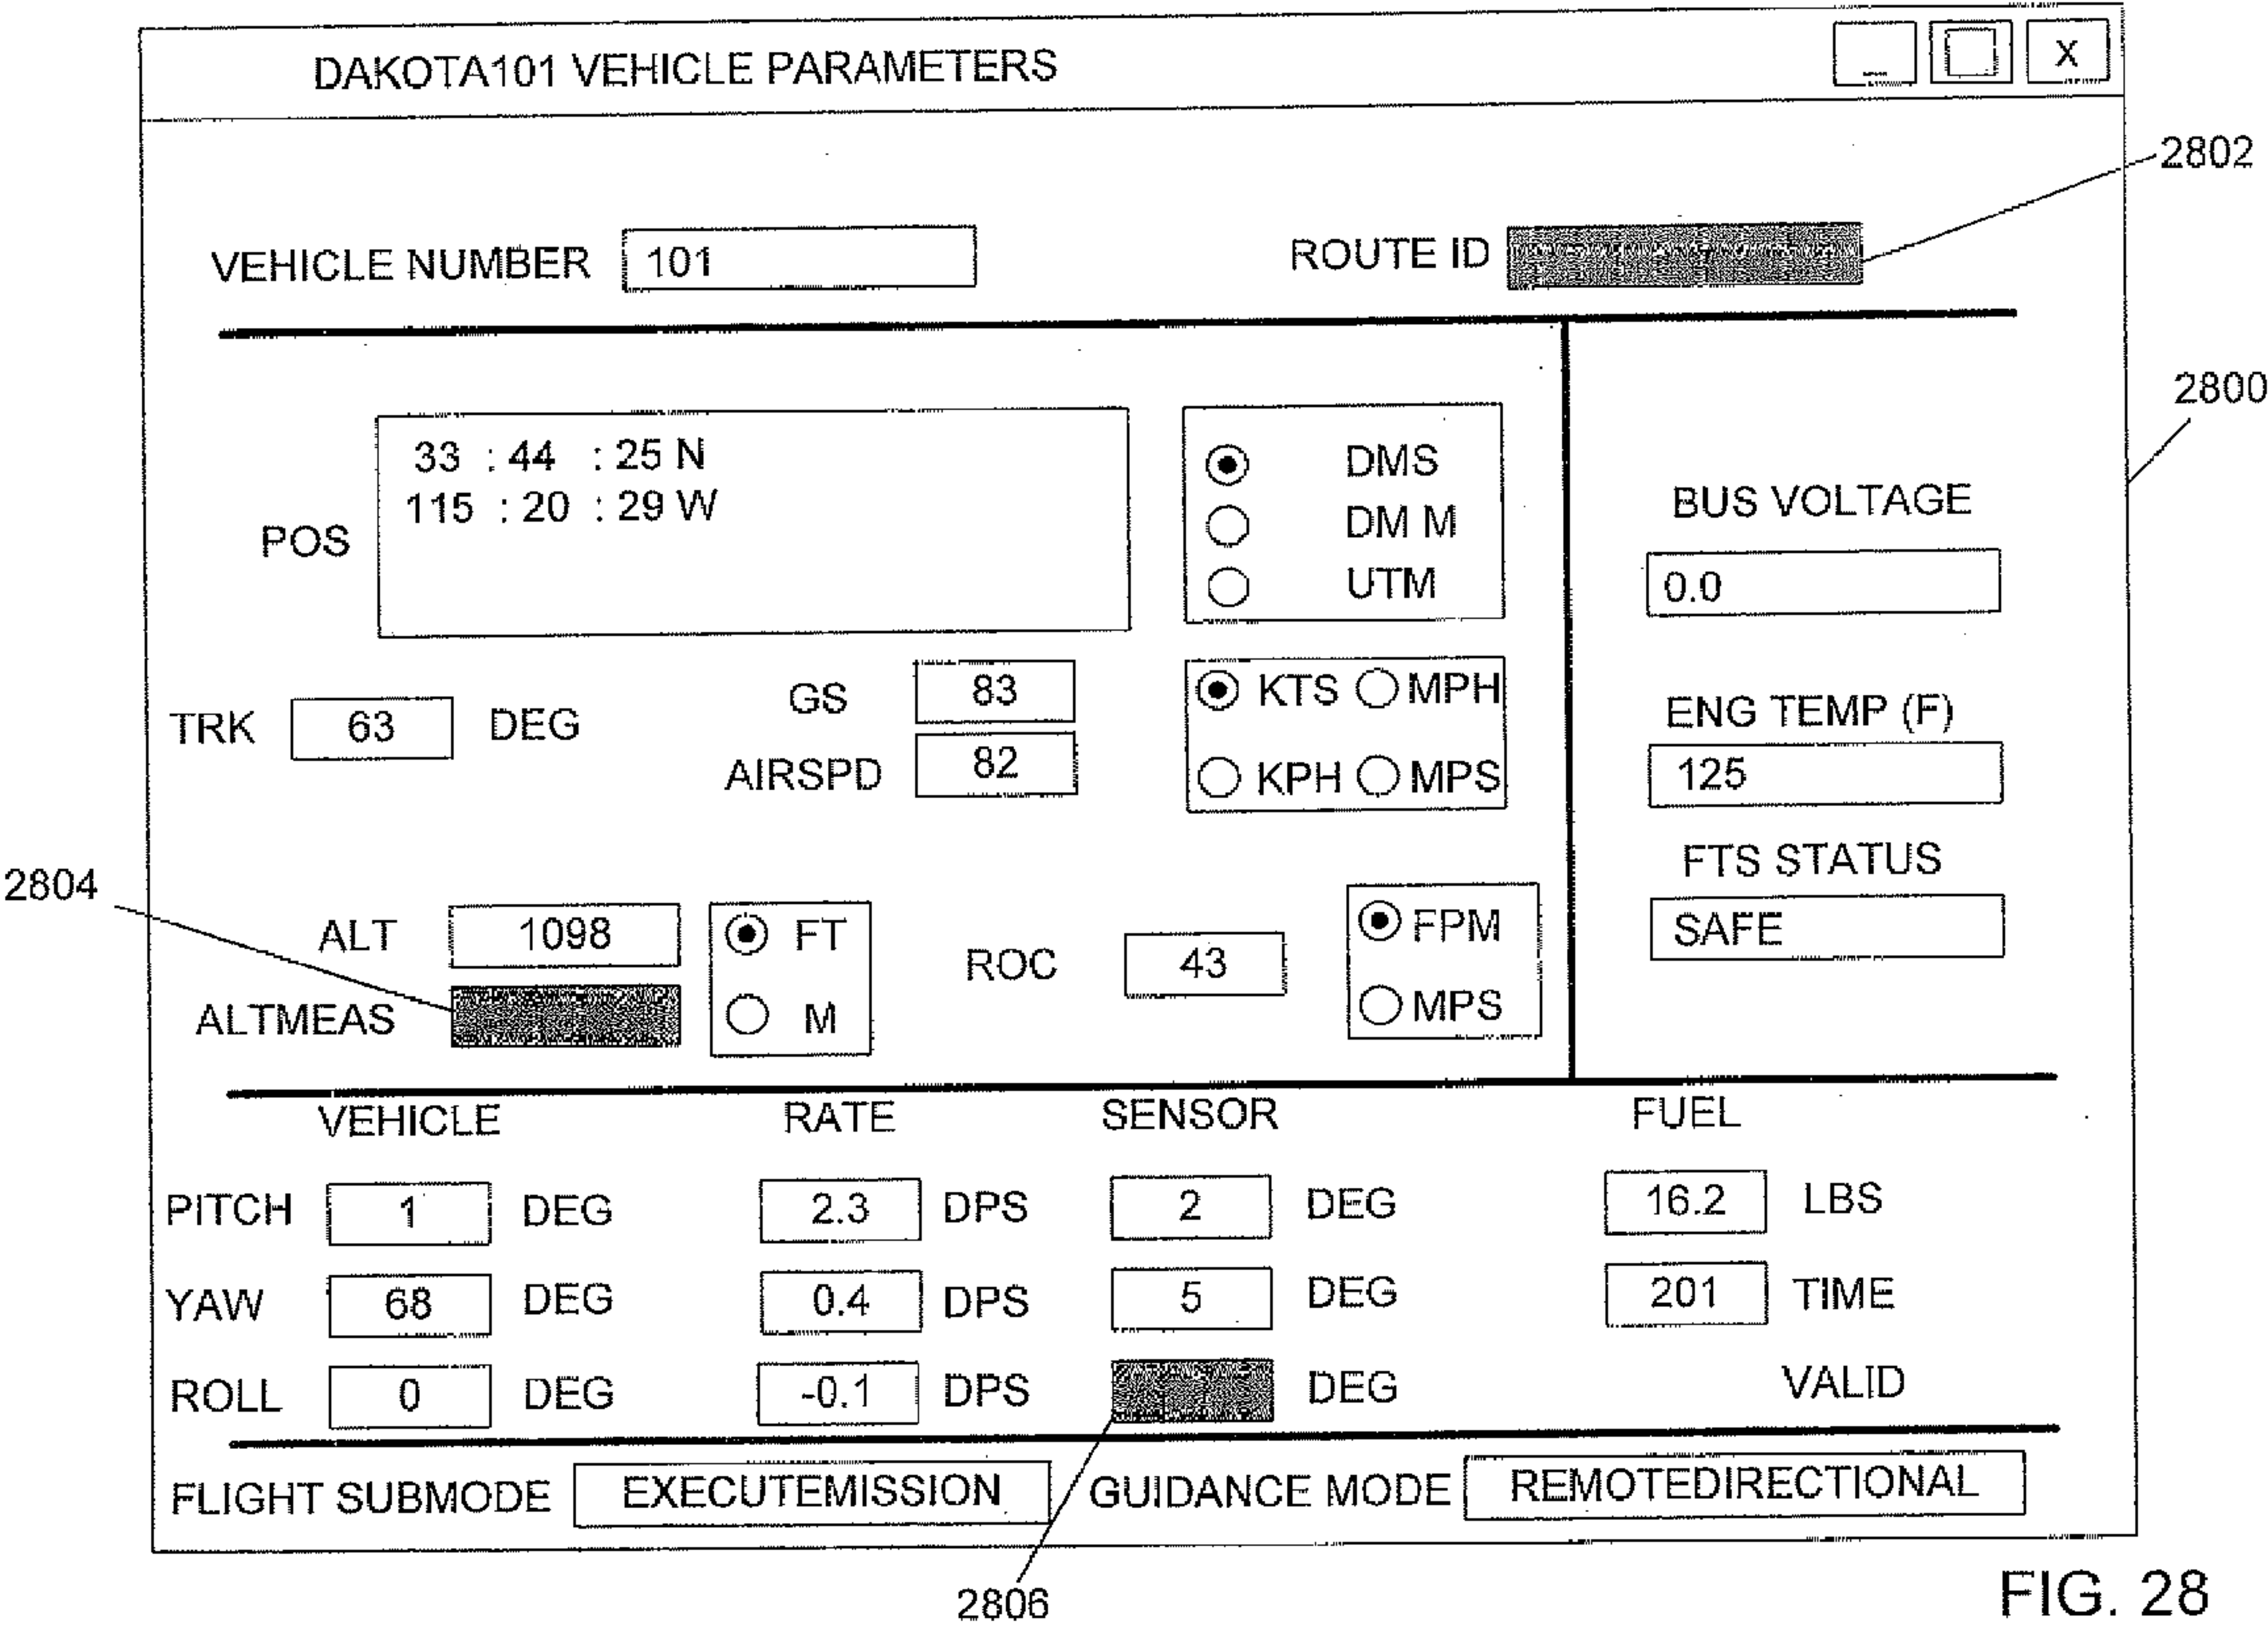 DAKOTA101 VEHICLE PARAMETERS
X
2802
VEHICLE NUMBER 101 ROUTE ID
2800
POS
33 : 44 : 25 N
115 : 20 : 29 W
DMS
DM M
UTM
BUS VOLTAGE
0.0
TRK 63 DEG
GS 83
AIRSPD 82
KTS MPH
KPH MPS
ENG TEMP (F)
125
FTS STATUS
SAFE
2804
ALT 1098
ALTMEAS
FT
M
ROC 43
FPM
MPS
VEHICLE RATE SENSOR FUEL
PITCH 1 DEG 2.3 DPS 2 DEG 16.2 LBS
YAW 68 DEG 0.4 DPS 5 DEG 201 TIME
ROLL 0 DEG -0.1 DPS DEG VALID
FLIGHT SUBMODE EXECUTEMISSION GUIDANCE MODE REMOTEDIRECTIONAL
2806
FIG. 28